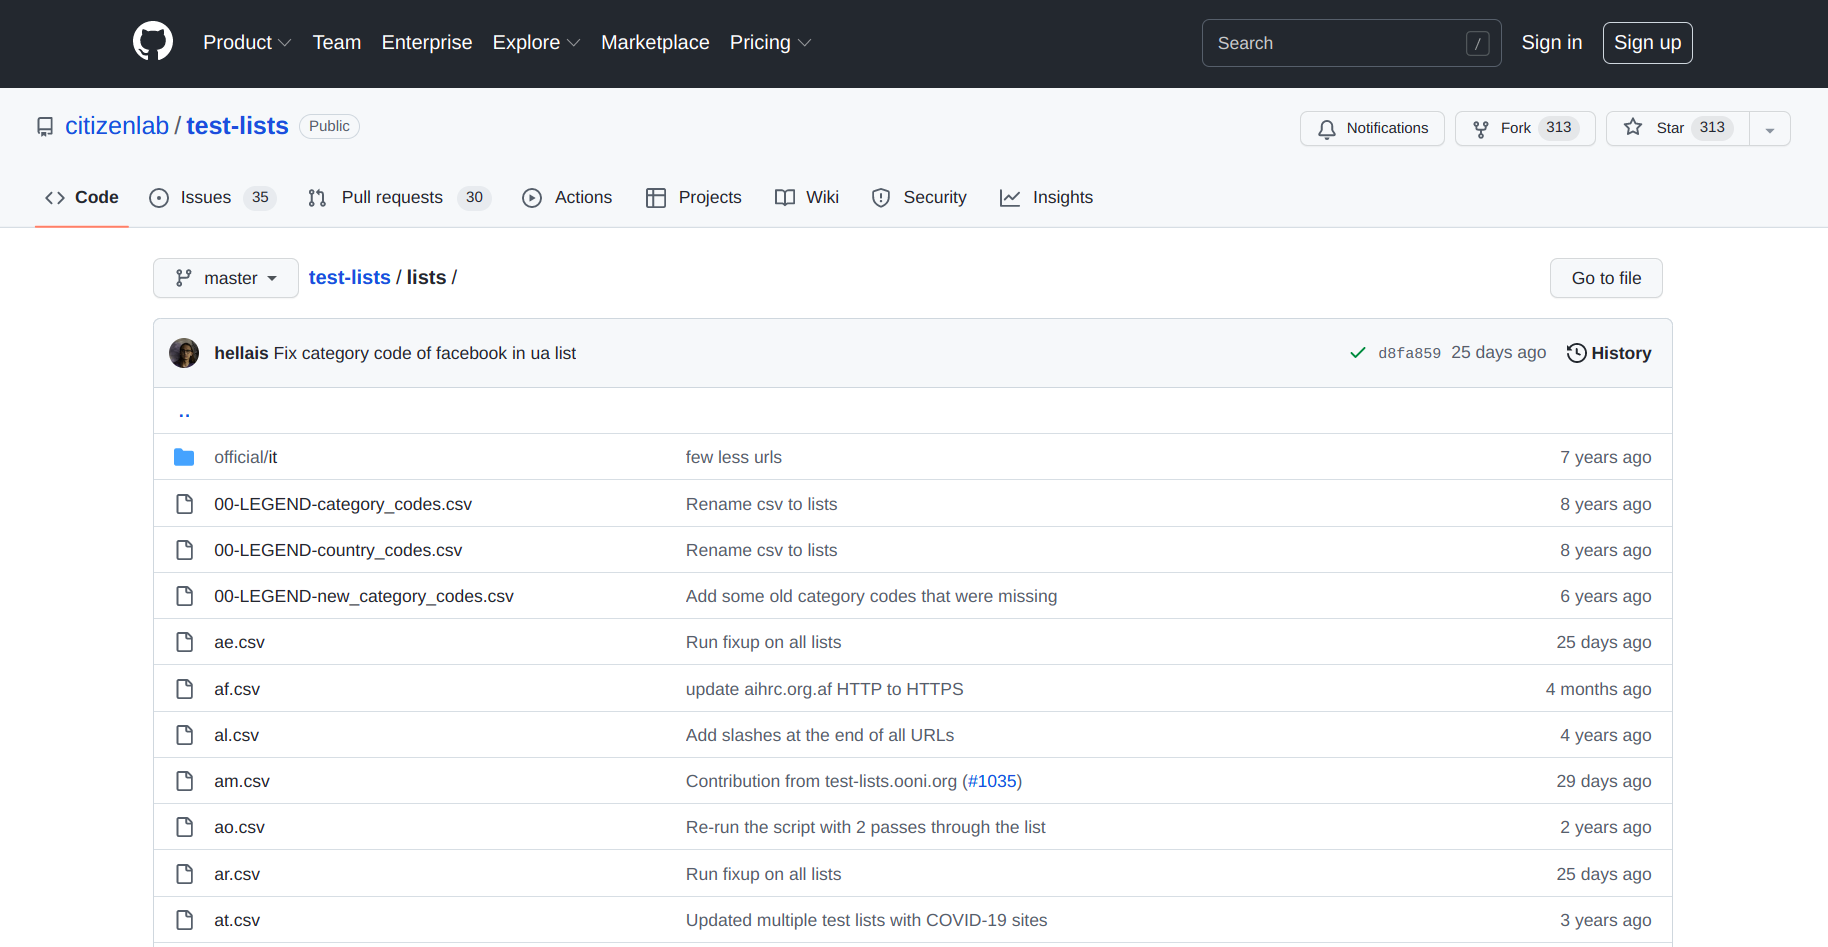 Product Team Enterprise Explore Marketplace Pricing Search / Sign in Sign up
citizenlab / test-lists Public Notifications Fork 313 Star 313
Code Issues 35 Pull requests 30 Actions Projects Wiki Security Insights
master test-lists / lists / Go to file
hellais Fix category code of facebook in ua list d8fa859 25 days ago History
..
official/it few less urls 7 years ago
00-LEGEND-category_codes.csv Rename csv to lists 8 years ago
00-LEGEND-country_codes.csv Rename csv to lists 8 years ago
00-LEGEND-new_category_codes.csv Add some old category codes that were missing 6 years ago
ae.csv Run fixup on all lists 25 days ago
af.csv update aihrc.org.af HTTP to HTTPS 4 months ago
al.csv Add slashes at the end of all URLs 4 years ago
am.csv Contribution from test-lists.ooni.org (#1035) 29 days ago
ao.csv Re-run the script with 2 passes through the list 2 years ago
ar.csv Run fixup on all lists 25 days ago
at.csv Updated multiple test lists with COVID-19 sites 3 years ago